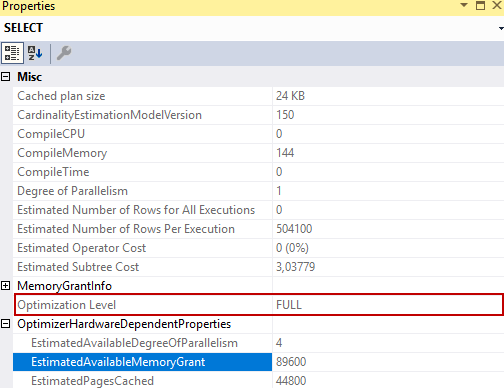 Properties
SELECT
Misc
Cached plan size 24 KB
CardinalityEstimationModelVersion 150
CompileCPU 0
CompileMemory 144
CompileTime 0
Degree of Parallelism 1
Estimated Number of Rows for All Executions 0
Estimated Number of Rows Per Execution 504100
Estimated Operator Cost 0 (0%)
Estimated Subtree Cost 3,03779
MemoryGrantInfo
Optimization Level FULL
OptimizerHardwareDependentProperties
EstimatedAvailableDegreeOfParallelism 4
EstimatedAvailableMemoryGrant 89600
EstimatedPagesCached 44800